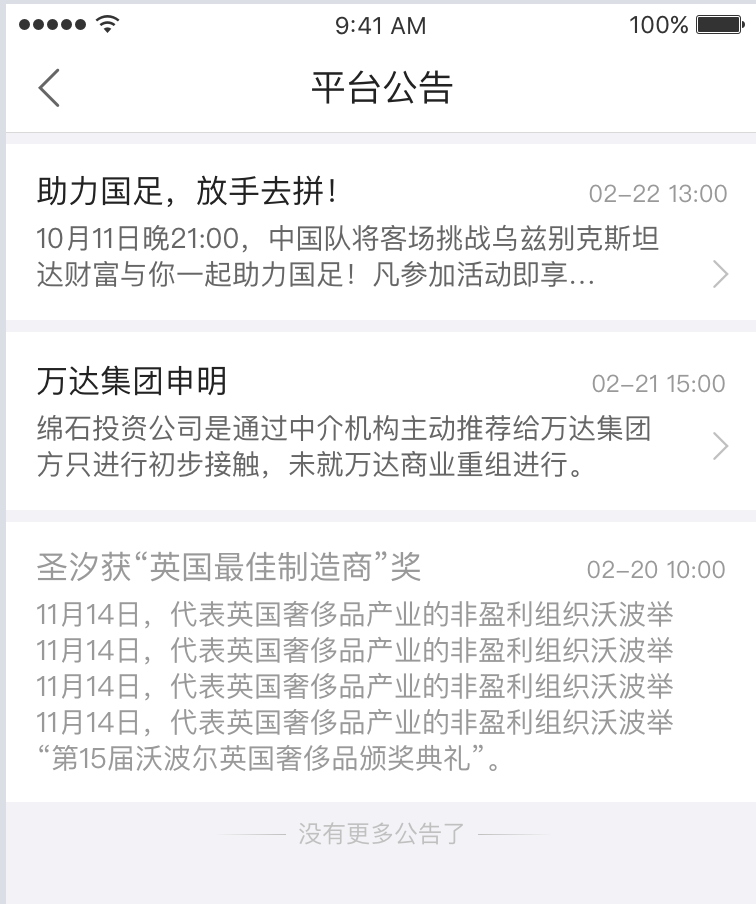 9:41 AM 100%
平台公告
助力国足，放手去拼！ 02-22 13:00
10月11日晚21:00，中国队将客场挑战乌兹别克斯坦
达财富与你一起助力国足！凡参加活动即享...
万达集团申明 02-21 15:00
绵石投资公司是通过中介机构主动推荐给万达集团
方只进行初步接触，未就万达商业重组进行。
圣汐获“英国最佳制造商”奖 02-20 10:00
11月14日，代表英国奢侈品产业的非盈利组织沃波举
11月14日，代表英国奢侈品产业的非盈利组织沃波举
11月14日，代表英国奢侈品产业的非盈利组织沃波举
11月14日，代表英国奢侈品产业的非盈利组织沃波举
“第15届沃波尔英国奢侈品颁奖典礼”。
没有更多公告了